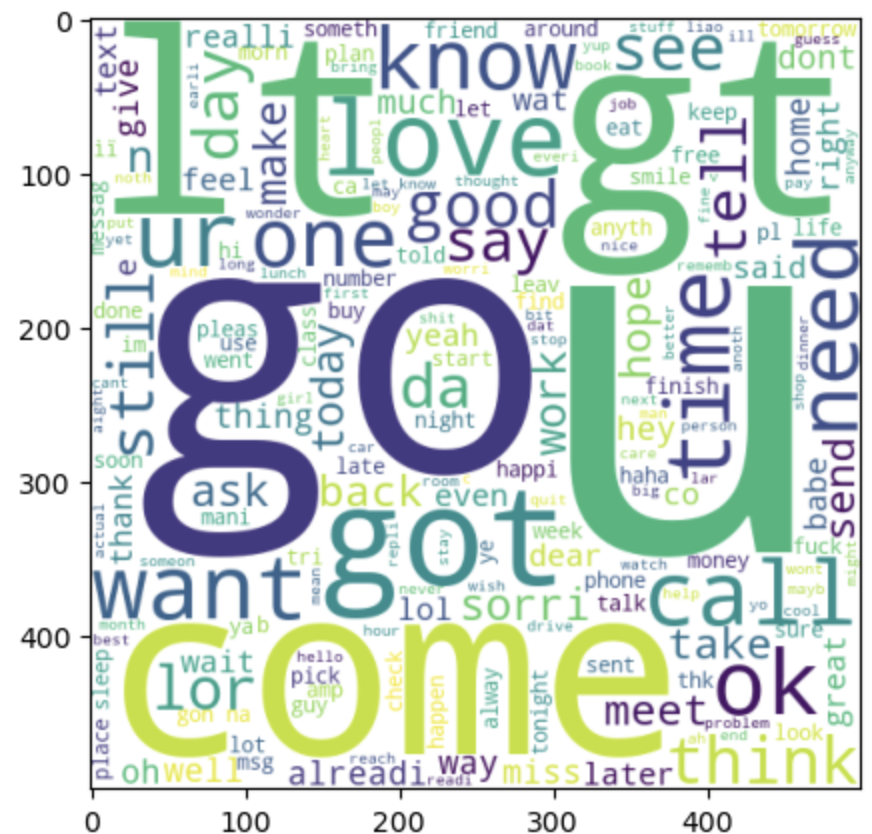 0
text
give
realli
morn
someth
plan
bring
friend
around
know
yup
book
stuff
liao
ill
see
tomorrow
guess
dont
lt
earli
day
make
heart
peopl
love
much
let
wat
everi
gt
job
eat
keep
free
smile
tell
home
right
anyway
pay
fine
ii
n
noth
100
feel
ca
let know
may
boy
thought
good
messag
put
yet
wonder
ur
one
hi
long
lunch
mind
told
say
worri
anyth
nice
pl
life
rememb
said
need
e
still
number
first
buy
leav
find
bit
dat
stop
done
im
200
go
pleas
use
went
class
today
shit
yeah
start
da
night
u
hope
better
time
anoth
dinner
shop
aight
cant
thing
girl
work
finish
next
man
person
hey
care
soon
car
late
room
c
happi
haha
lar
big
co
babe
send
300
thank
ask
mani
back
even
quit
actual
got
repli
stay
ye
week
dear
fuck
might
someon
tri
want
mean
never
wish
watch
money
phone
wont
mayb
call
help
talk
yo
cool
lol
sorri
month
best
yab
hour
drive
take
sure
400
come
sleep
place
wait
lor
gon na
hello
pick
amp
guy
check
happen
alway
tonight
sent
thk
ok
great
meet
problem
lot
msg
ah
end
look
oh
well
alreadi
reach
readi
way
miss
later
think
0 100 200 300 400